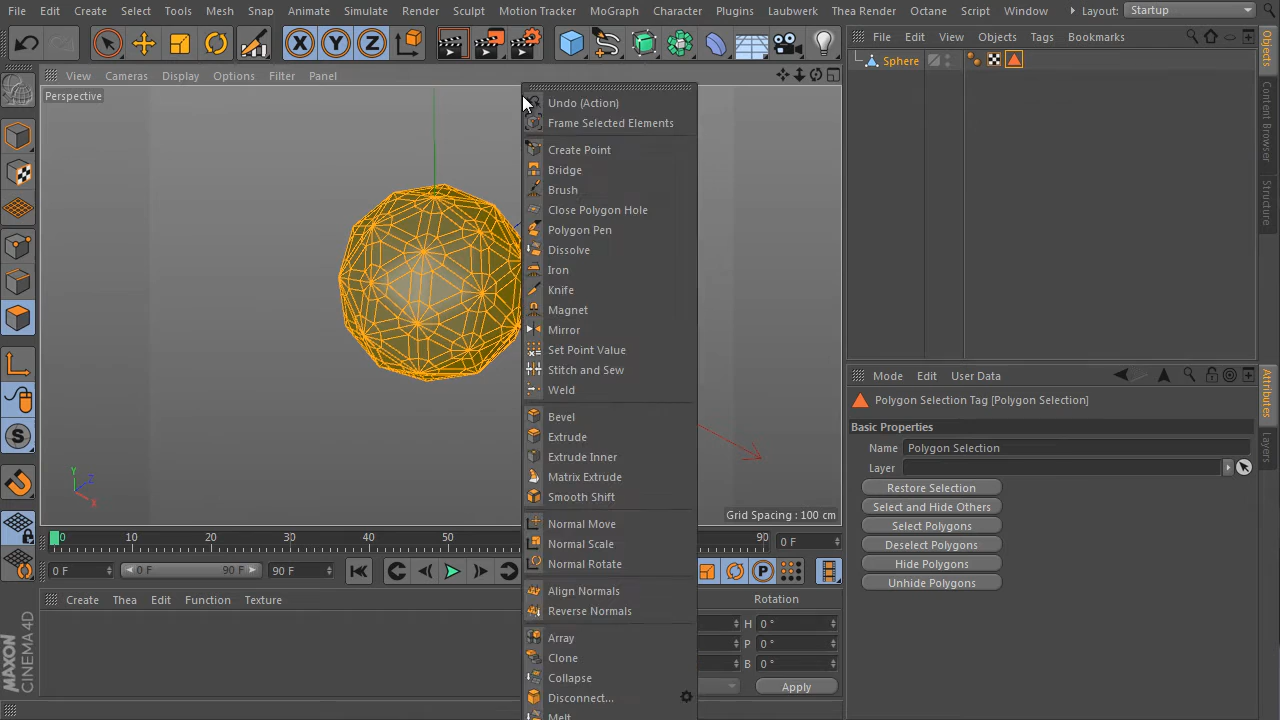 File Edit Create Select Tools Mesh Snap Animate Simulate Render Sculpt Motion Tracker MoGraph Character Plugins Laubwerk Thea Render Octane Script Window Layout: Startup
X Y Z
File Edit View Objects Tags Bookmarks
Objects
Structure
Sphere
View Cameras Display Options Filter Panel
Perspective
Undo (Action)
Frame Selected Elements
Create Point
Bridge
Brush
Close Polygon Hole
Polygon Pen
Dissolve
Iron
Knife
Magnet
Mirror
Set Point Value
Stitch and Sew
Weld
Bevel
Extrude
Extrude Inner
Matrix Extrude
Smooth Shift
Normal Move
Normal Scale
Normal Rotate
Align Normals
Reverse Normals
Array
Clone
Collapse
Disconnect...
Melt
Y
Z
X
Grid Spacing : 100 cm
S
0 10 20 30 40 50 90 0 F
0 F 0 F 90 F 90 F
P
Create Thea Edit Function Texture
Rotation
H 0 °
P 0 °
B 0 °
Apply
MAXON
CINEMA 4D
Mode Edit User Data
Attributes
Layers
Polygon Selection Tag [Polygon Selection]
Basic Properties
Name Polygon Selection
Layer
Restore Selection
Select and Hide Others
Select Polygons
Deselect Polygons
Hide Polygons
Unhide Polygons